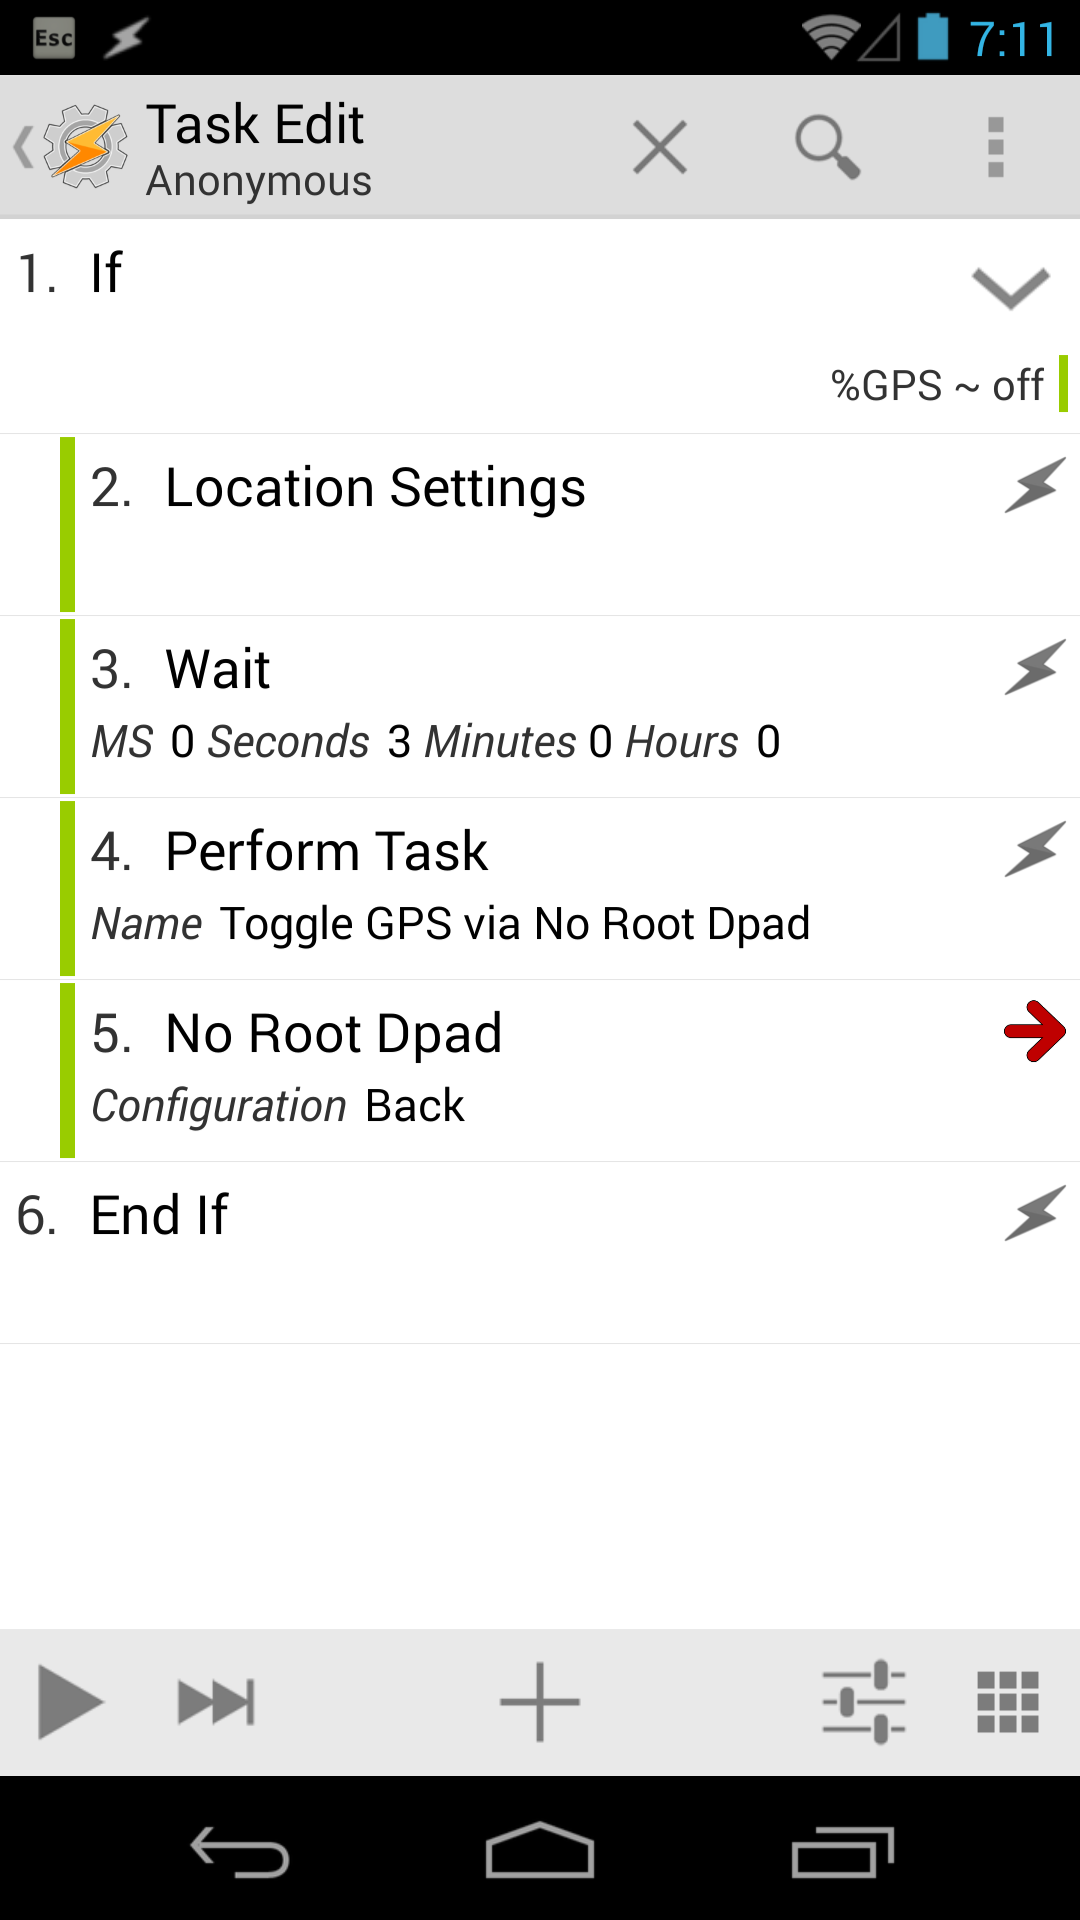 Esc 7:11
Task Edit
Anonymous
1. If
%GPS ~ off
2. Location Settings
3. Wait
MS 0 Seconds 3 Minutes 0 Hours 0
4. Perform Task
Name Toggle GPS via No Root Dpad
5. No Root Dpad
Configuration Back
6. End If